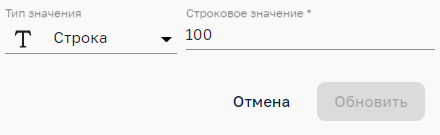 Тип значения
Строковое значение *
Строка
100
Отмена
Обновить